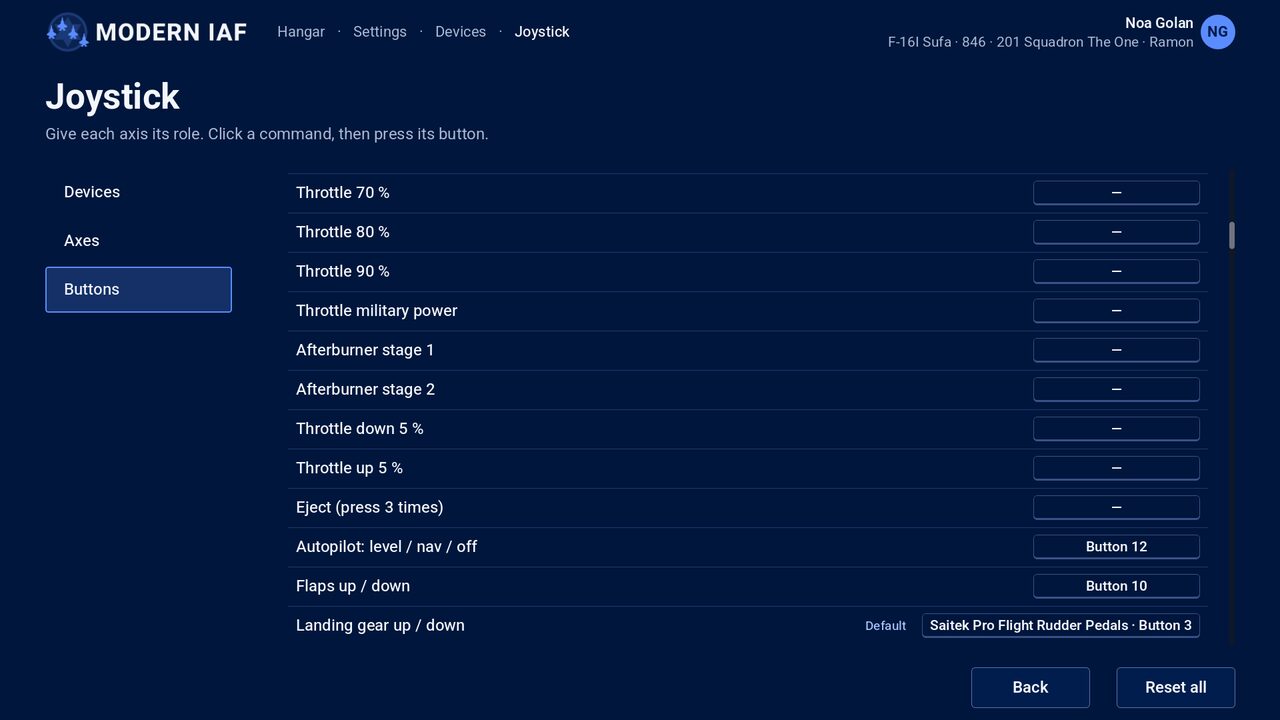 MODERN IAF
Hangar · Settings · Devices · Joystick
Noa Golan
F-16I Sufa · 846 · 201 Squadron The One · Ramon
NG
Joystick
Give each axis its role. Click a command, then press its button.
Devices
Axes
Buttons
Throttle 70 % –
Throttle 80 % –
Throttle 90 % –
Throttle military power –
Afterburner stage 1 –
Afterburner stage 2 –
Throttle down 5 % –
Throttle up 5 % –
Eject (press 3 times) –
Autopilot: level / nav / off Button 12
Flaps up / down Button 10
Landing gear up / down Default Saitek Pro Flight Rudder Pedals · Button 3
Back Reset all